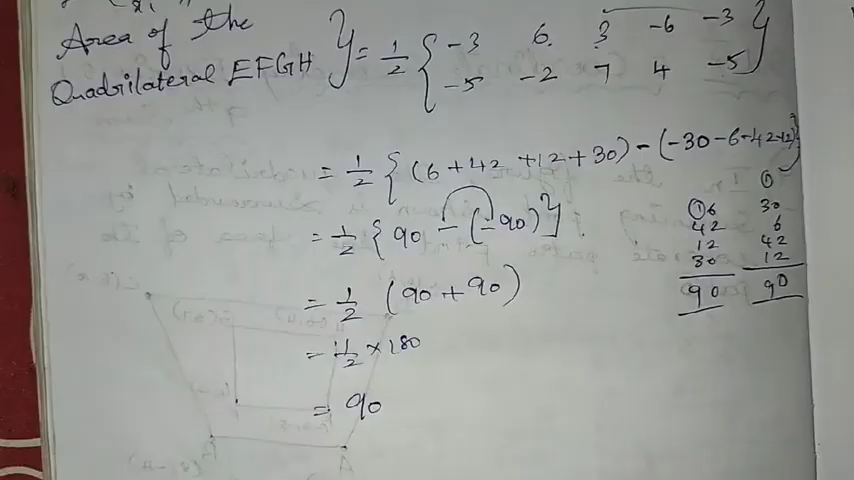 Area of the
Quadrilateral EFGH } = 1/2 { -3 6 3 -6 -3 }
-5 -2 7 4 -5
= 1/2 { (6+42+12+30) - (-30-6-42-12) }
= 1/2 { 90 - (-90) }
= 1/2 (90+90)
= 1/2 × 180
= 90
6
42
12
30
90
30
6
42
12
90